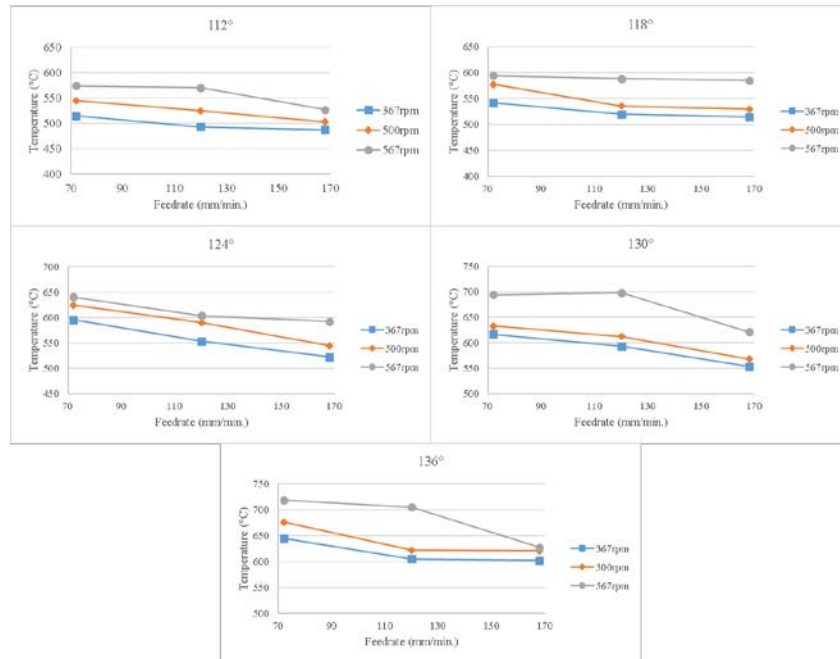 112°
Temperature (°C)
650
600
550
500
450
400
70 90 110 130 150 170
Feedrate (mm/min.)
367rpm
500rpm
567rpm
118°
Temperature (°C)
650
600
550
500
450
400
70 90 110 130 150 170
Feedrate (mm/min.)
367rpm
500rpm
567rpm
124°
Temperature (°C)
700
650
600
550
500
450
70 90 110 130 150 170
Feedrate (mm/min.)
367rpm
500rpm
567rpm
130°
Temperature (°C)
750
700
650
600
550
500
70 90 110 130 150 170
Feedrate (mm/min.)
367rpm
500rpm
567rpm
136°
Temperature (°C)
750
700
650
600
550
500
70 90 110 130 150 170
Feedrate (mm/min.)
367rpm
500rpm
567rpm